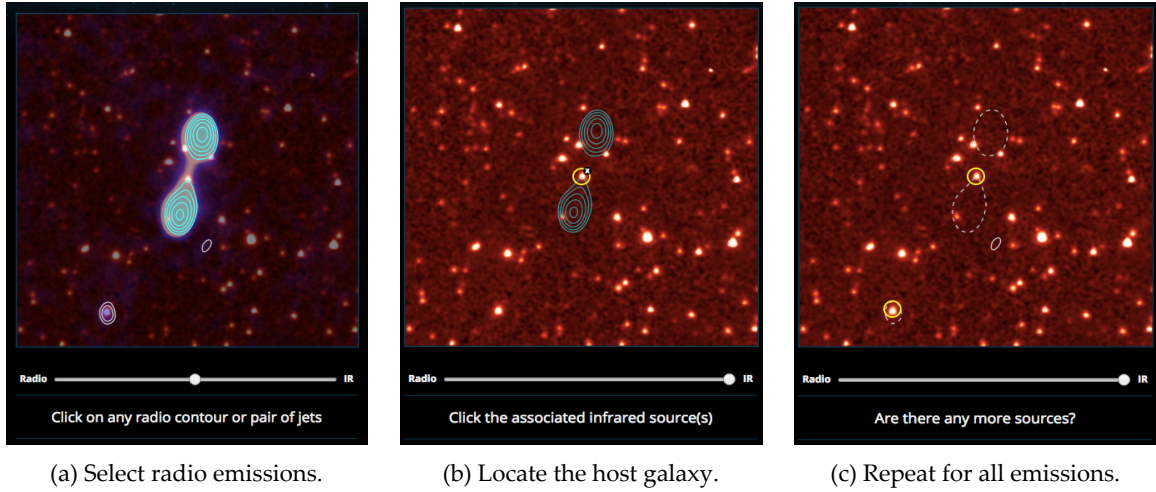 Radio IR
Click on any radio contour or pair of jets
(a) Select radio emissions.
x
Radio IR
Click the associated infrared source(s)
(b) Locate the host galaxy.
Radio IR
Are there any more sources?
(c) Repeat for all emissions.